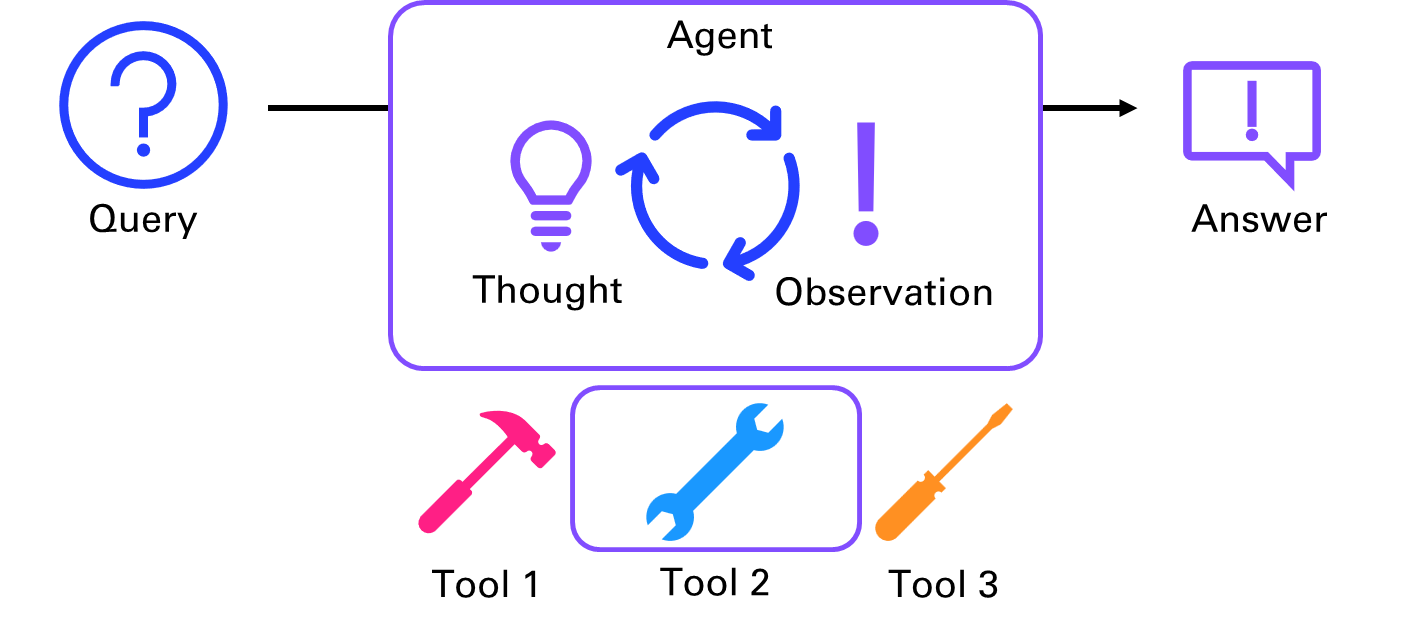 Agent
Query
Thought
Observation
Answer
Tool 1
Tool 2
Tool 3